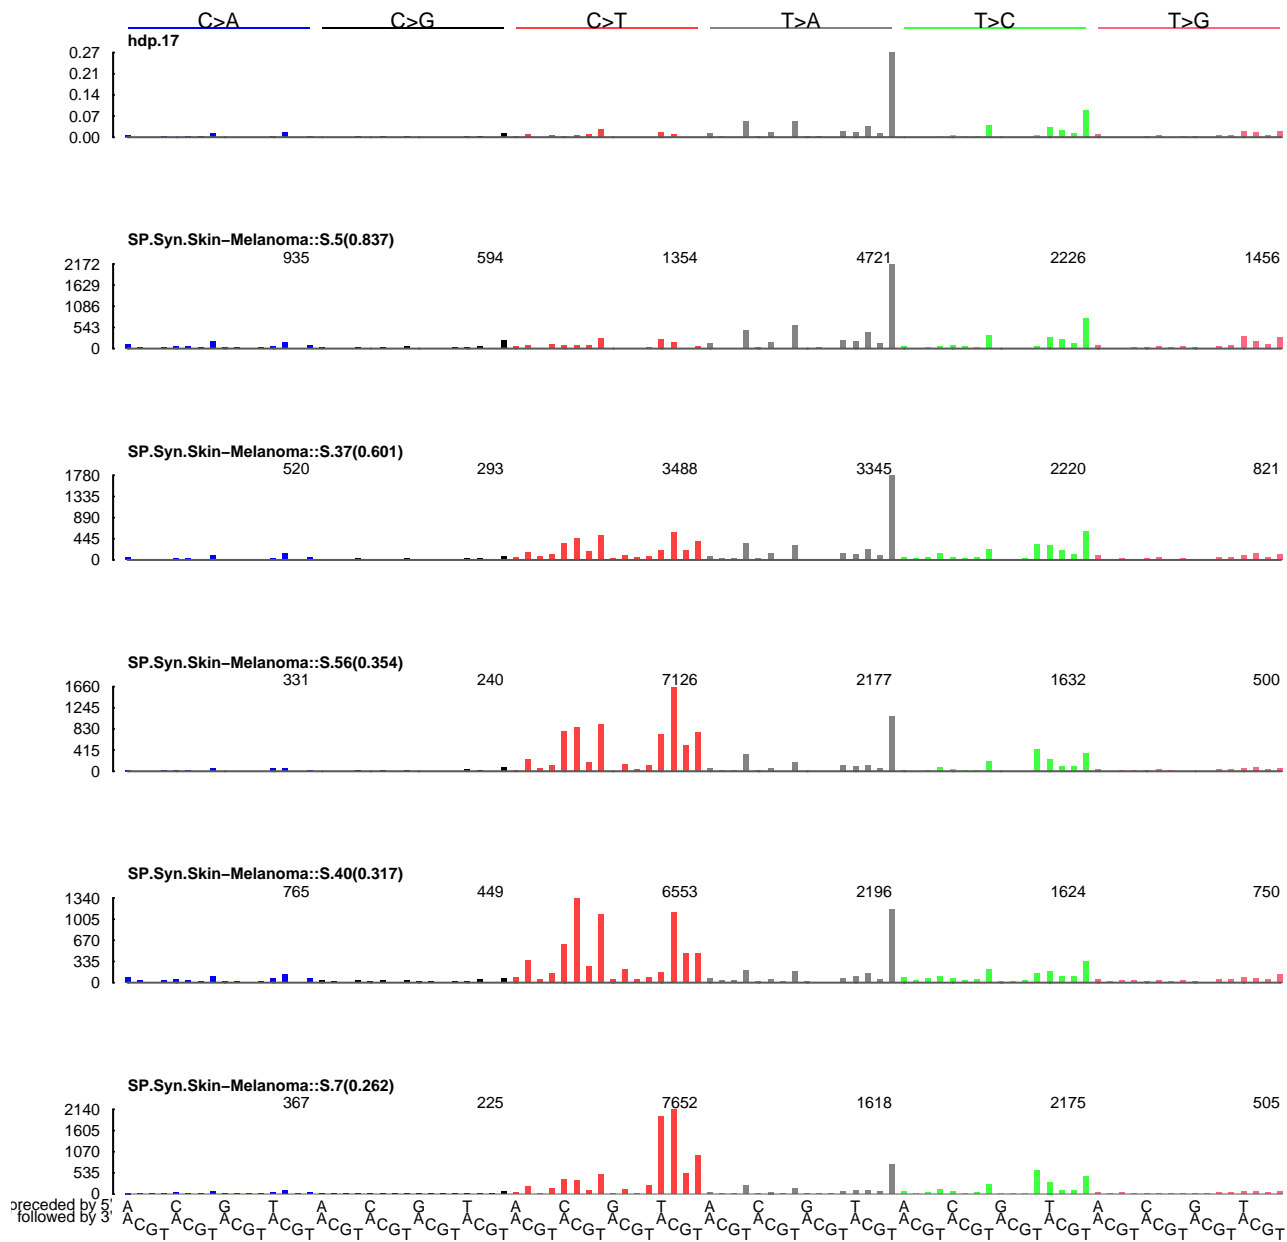 C>A C>G C>T T>A T>C T>G
hdp.17
0.27
0.21
0.14
0.07
0.00
SP.Syn.Skin−Melanoma::S.5(0.837)
935 594 1354 4721 2226 1456
2172
1629
1086
543
0
SP.Syn.Skin−Melanoma::S.37(0.601)
520 293 3488 3345 2220 821
1780
1335
890
445
0
SP.Syn.Skin−Melanoma::S.56(0.354)
331 240 7126 2177 1632 500
1660
1245
830
415
0
SP.Syn.Skin−Melanoma::S.40(0.317)
765 449 6553 2196 1624 750
1340
1005
670
335
0
SP.Syn.Skin−Melanoma::S.7(0.262)
367 225 7652 1618 2175 505
2140
1605
1070
535
0
preceded by 5' A C G T A C G T A C G T A C G T A C G T A C G T
followed by 3' A C G T A C G T A C G T A C G T A C G T A C G T A C G T A C G T A C G T A C G T A C G T A C G T A C G T A C G T A C G T A C G T A C G T A C G T A C G T A C G T A C G T A C G T A C G T A C G T